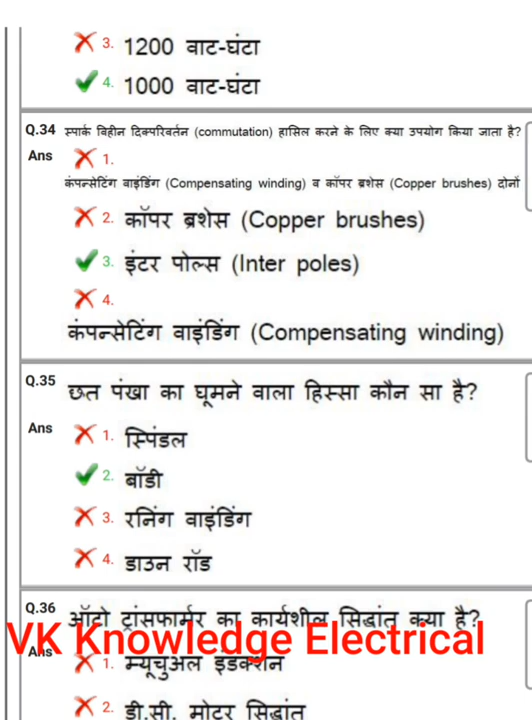 3. 1200 वाट-घंटा
4. 1000 वाट-घंटा
Q.34 स्पार्क विहीन दिक्परिवर्तन (commutation) हासिल करने के लिए क्या उपयोग किया जाता है?
Ans 1.
कंपन्सेटिंग वाइंडिंग (Compensating winding) व कॉपर ब्रशेस (Copper brushes) दोनों
2. कॉपर ब्रशेस (Copper brushes)
3. इंटर पोल्स (Inter poles)
4.
कंपन्सेटिंग वाइंडिंग (Compensating winding)
Q.35 छत पंखा का घूमने वाला हिस्सा कौन सा है?
Ans 1. स्पिंडल
2. बॉडी
3. रनिंग वाइंडिंग
4. डाउन रॉड
Q.36 ऑटो ट्रांसफार्मर का कार्यशील सिद्धांत क्या है?
VK Knowledge Electrical
Ans 1. म्यूचुअल इंडक्शन
2. डी.सी. मोटर सिद्धांत